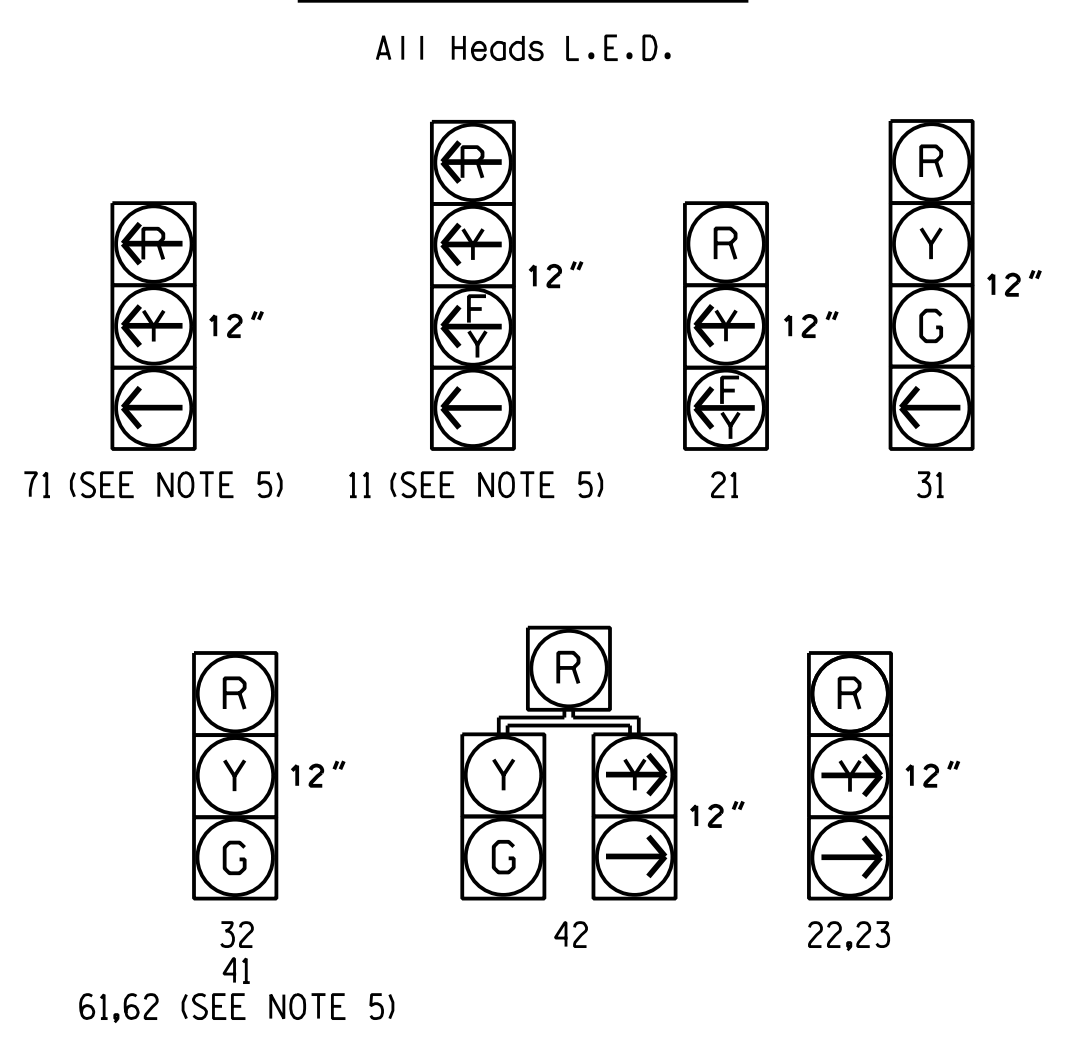 All Heads L.E.D.
R
Y
12"
71 (SEE NOTE 5)
R
Y
F
Y
12"
11 (SEE NOTE 5)
R
Y
F
Y
12"
21
R
Y
G
12"
31
R
Y
G
12"
32
41
61,62 (SEE NOTE 5)
R
Y
Y
G
12"
42
R
Y
12"
22,23